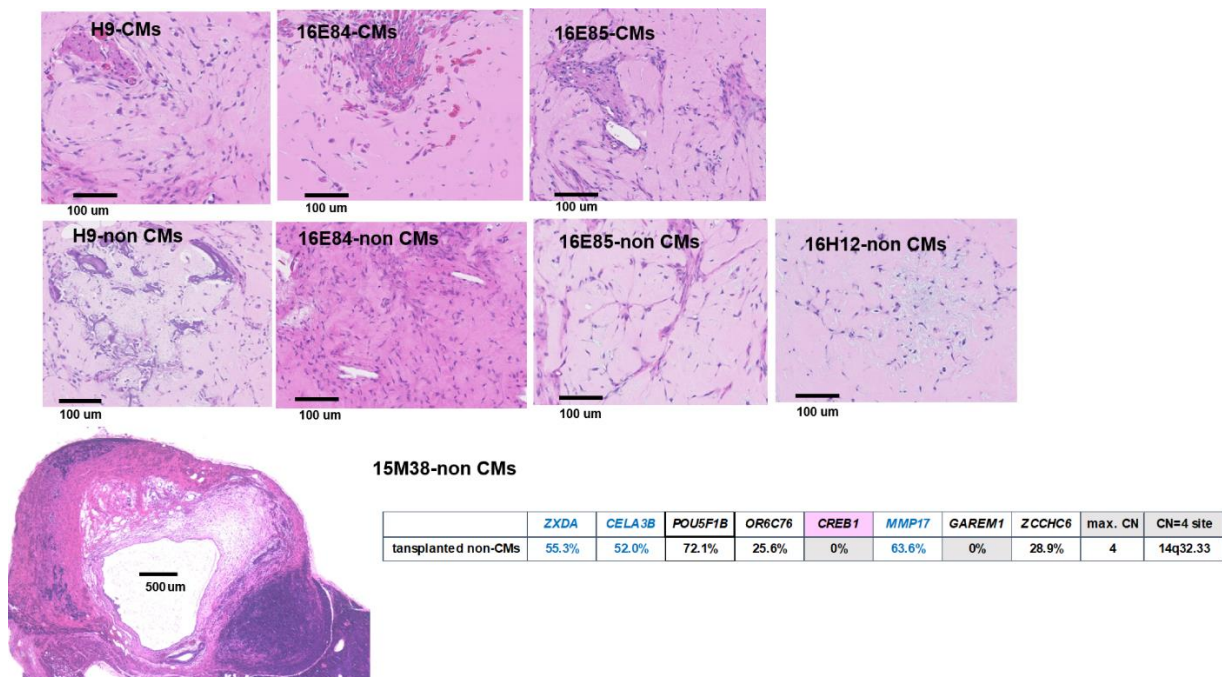 H9-CMs
16E84-CMs
16E85-CMs
100 um
100 um
100 um
H9-non CMs
16E84-non CMs
16E85-non CMs
16H12-non CMs
100 um
100 um
100 um
100 um
15M38-non CMs
500 um
ZXDA CELA3B POU5F1B OR6C76 CREB1 MMP17 GAREM1 ZCCHC6 max. CN CN=4 site
tansplanted non-CMs 55.3% 52.0% 72.1% 25.6% 0% 63.6% 0% 28.9% 4 14q32.33